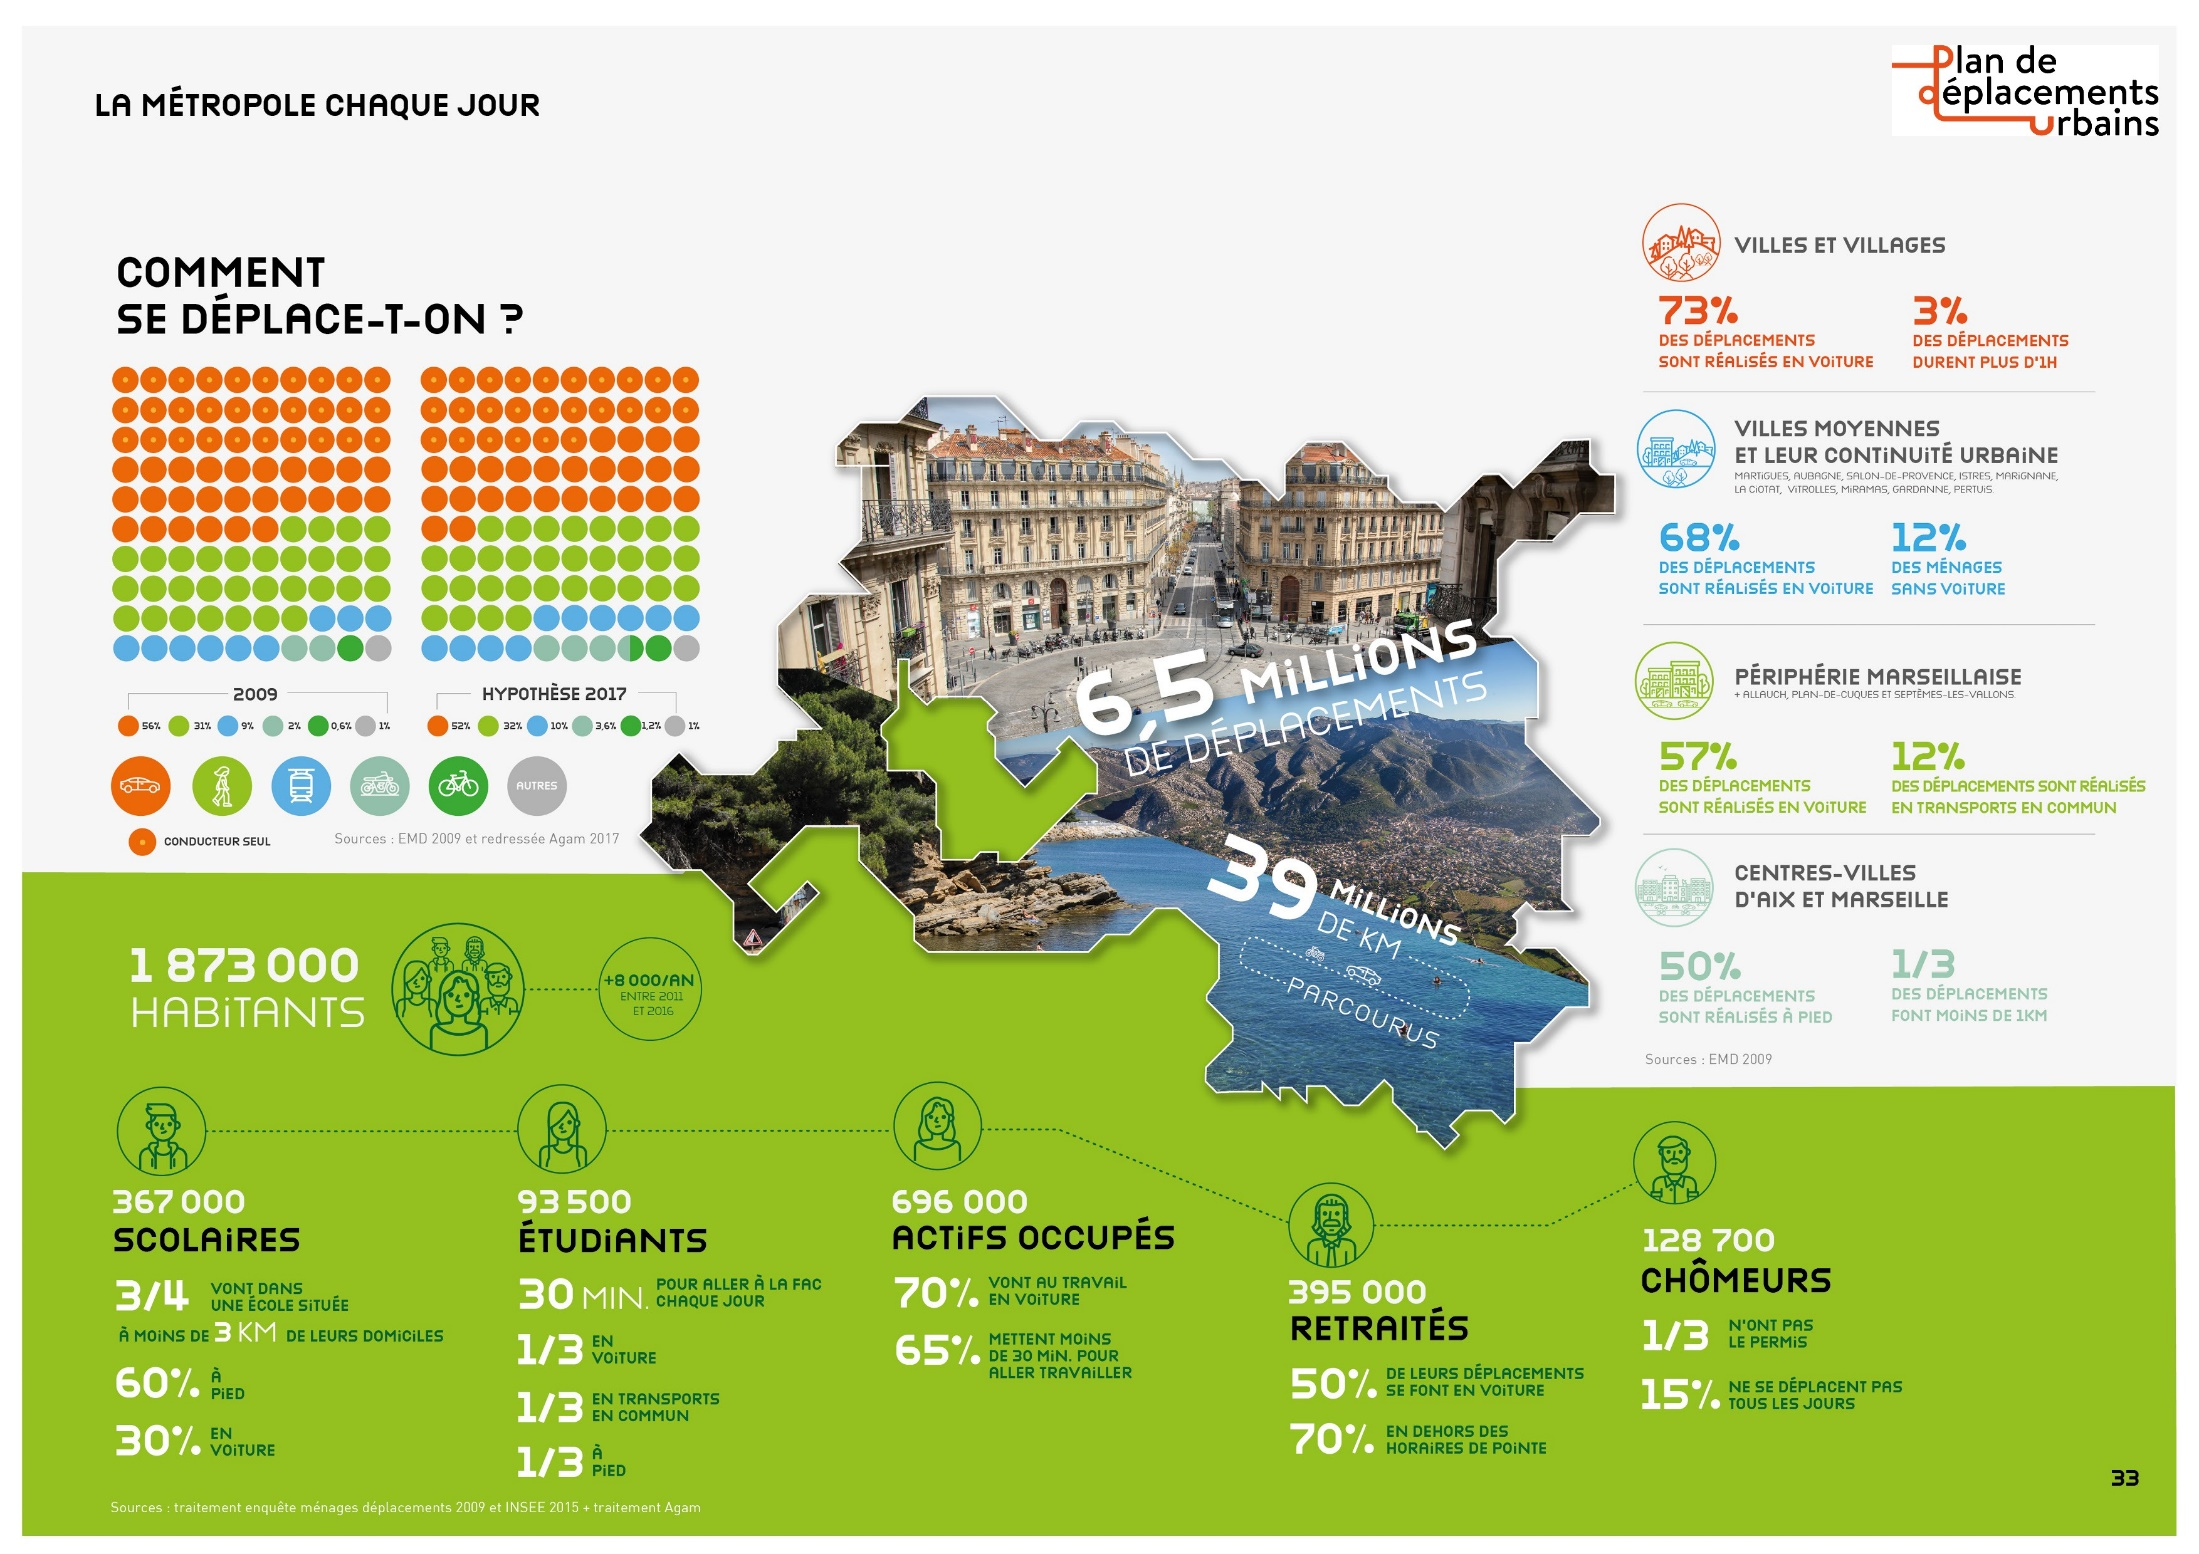 LA MÉTROPOLE CHAQUE JOUR
Plan de
déplacements
urbains
COMMENT
SE DÉPLACE-T-ON ?
2009
56% 31% 9% 2% 0,6% 1%
HYPOTHÈSE 2017
52% 32% 10% 3,6% 1,2% 1%
AUTRES
CONDUCTEUR SEUL
Sources : EMD 2009 et redressée Agam 2017
6,5 MiLLiONS
DE DÉPLACEMENTS
39 MiLLiONS
DE KM
PARCOURUS
VILLES ET VILLAGES
73%
DES DÉPLACEMENTS
SONT RÉALiSÉS EN VOiTURE
3%
DES DÉPLACEMENTS
DURENT PLUS D'1H
VILLES MOYENNES
ET LEUR CONTiNUiTÉ URBAiNE
MARTiGUES, AUBAGNE, SALON-DE-PROVENCE, ISTRES, MARiGNANE,
LA CiOTAT, ViTROLLES, MiRAMAS, GARDANNE, PERTUiS.
68%
DES DÉPLACEMENTS
SONT RÉALiSÉS EN VOiTURE
12%
DES MÉNAGES
SANS VOiTURE
PÉRIPHÉRIE MARSEILLAISE
+ ALLAUCH, PLAN-DE-CUQUES ET SEPTÈMES-LES-VALLONS.
57%
DES DÉPLACEMENTS
SONT RÉALiSÉS EN VOiTURE
12%
DES DÉPLACEMENTS SONT RÉALiSÉS
EN TRANSPORTS EN COMMUN
CENTRES-VILLES
D'AIX ET MARSEILLE
50%
DES DÉPLACEMENTS
SONT RÉALiSÉS À PIED
1/3
DES DÉPLACEMENTS
FONT MOiNS DE 1KM
Sources : EMD 2009
1 873 000
HABiTANTS
+8 000/AN
ENTRE 2011
ET 2016
367 000
SCOLAiRES
3/4 VONT DANS
UNE ÉCOLE SiTUÉE
À MOiNS DE 3 KM DE LEURS DOMiCiLES
60% À
PiED
30% EN
VOiTURE
93 500
ÉTUDiANTS
30 MIN. POUR ALLER À LA FAC
CHAQUE JOUR
1/3 EN
VOiTURE
1/3 EN TRANSPORTS
EN COMMUN
1/3 À
PiED
696 000
ACTiFS OCCUPÉS
70% VONT AU TRAVAiL
EN VOiTURE
65% METTENT MOiNS
DE 30 MiN. POUR
ALLER TRAVAiLLER
395 000
RETRAITÉS
50% DE LEURS DÉPLACEMENTS
SE FONT EN VOiTURE
70% EN DEHORS DES
HORAiRES DE POiNTE
128 700
CHÔMEURS
1/3 N'ONT PAS
LE PERMiS
15% NE SE DÉPLACENT PAS
TOUS LES JOURS
Sources : traitement enquête ménages déplacements 2009 et INSEE 2015 + traitement Agam
33